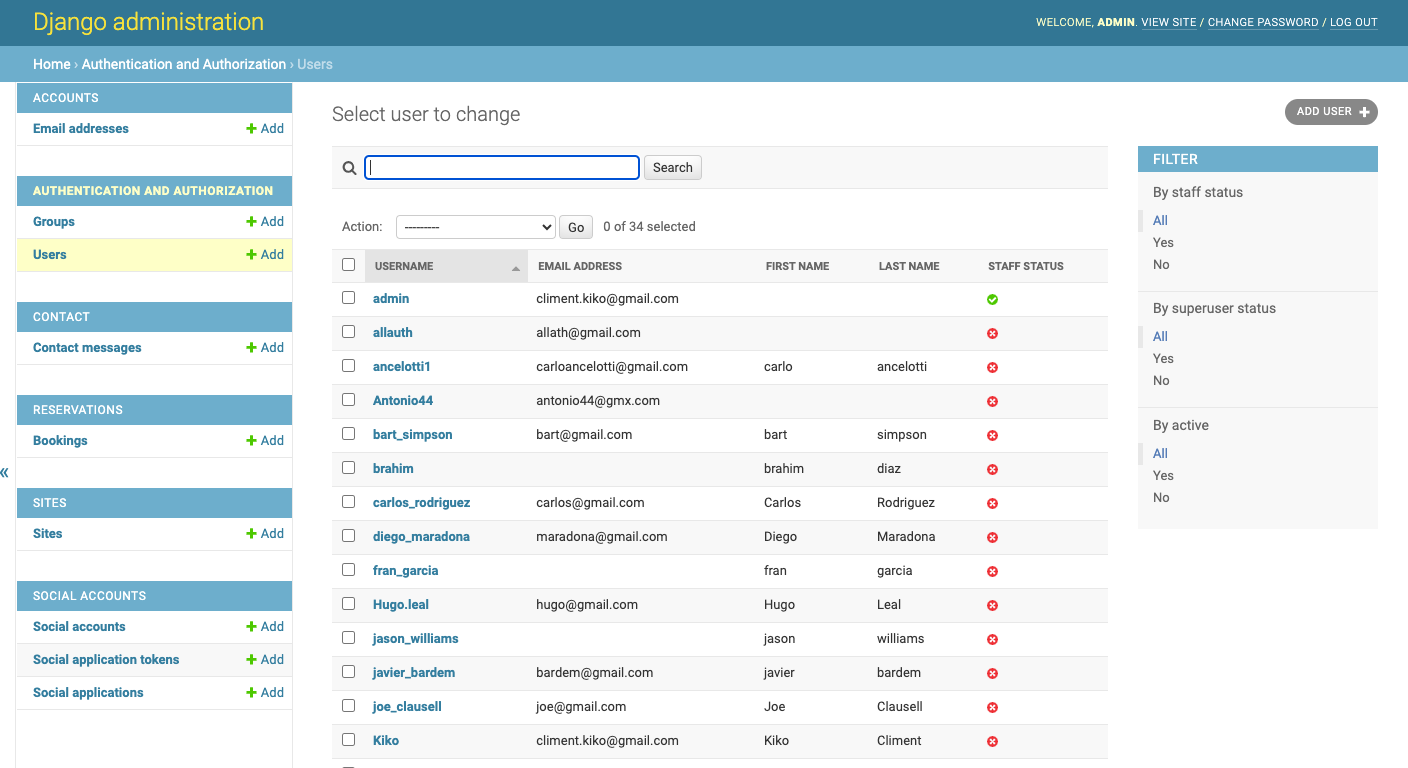 Django administration
WELCOME, ADMIN. VIEW SITE / CHANGE PASSWORD / LOG OUT
Home › Authentication and Authorization › Users
«
ACCOUNTS
Email addresses Add
AUTHENTICATION AND AUTHORIZATION
Groups Add
Users Add
CONTACT
Contact messages Add
RESERVATIONS
Bookings Add
SITES
Sites Add
SOCIAL ACCOUNTS
Social accounts Add
Social application tokens Add
Social applications Add
Select user to change
ADD USER
Search
Action: --------- Go 0 of 34 selected
USERNAME EMAIL ADDRESS FIRST NAME LAST NAME STAFF STATUS
admin climent.kiko@gmail.com
allauth allath@gmail.com
ancelotti1 carloancelotti@gmail.com carlo ancelotti
Antonio44 antonio44@gmx.com
bart_simpson bart@gmail.com bart simpson
brahim brahim diaz
carlos_rodriguez carlos@gmail.com Carlos Rodriguez
diego_maradona maradona@gmail.com Diego Maradona
fran_garcia fran garcia
Hugo.leal hugo@gmail.com Hugo Leal
jason_williams jason williams
javier_bardem bardem@gmail.com javier bardem
joe_clausell joe@gmail.com Joe Clausell
Kiko climent.kiko@gmail.com Kiko Climent
FILTER
By staff status
All
Yes
No
By superuser status
All
Yes
No
By active
All
Yes
No